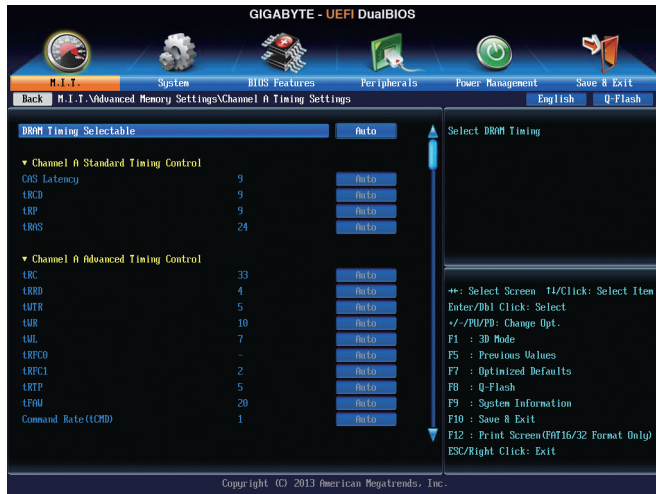 GIGABYTE - UEFI DualBIOS
M.I.T. System BIOS Features Peripherals Power Management Save & Exit
Back M.I.T.\Advanced Memory Settings\Channel A Timing Settings English Q-Flash
DRAM Timing Selectable Auto
▼ Channel A Standard Timing Control
CAS Latency 9 Auto
tRCD 9 Auto
tRP 9 Auto
tRAS 24 Auto
▼ Channel A Advanced Timing Control
tRC 33 Auto
tRRD 4 Auto
tWTR 5 Auto
tWR 10 Auto
tWL 7 Auto
tRFC0 - Auto
tRFC1 2 Auto
tRTP 5 Auto
tFAW 20 Auto
Command Rate(tCMD) 1 Auto
Select DRAM Timing
→←: Select Screen ↑↓/Click: Select Item
Enter/Dbl Click: Select
+/-/PU/PD: Change Opt.
F1 : 3D Mode
F5 : Previous Values
F7 : Optimized Defaults
F8 : Q-Flash
F9 : System Information
F10 : Save & Exit
F12 : Print Screen(FAT16/32 Format Only)
ESC/Right Click: Exit
Copyright (C) 2013 American Megatrends, Inc.